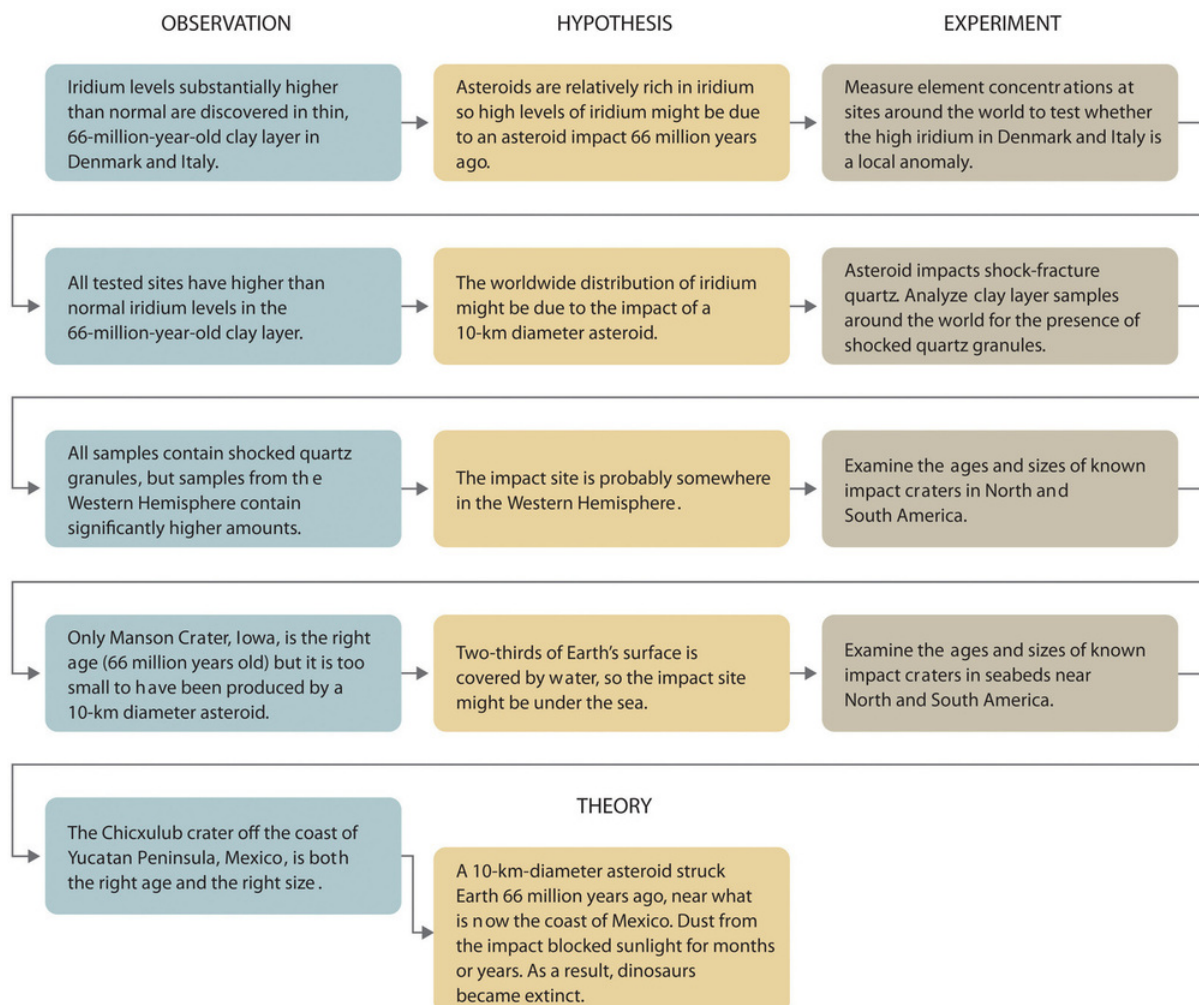 OBSERVATION
HYPOTHESIS
EXPERIMENT
Iridium levels substantially higher
than normal are discovered in thin,
66-million-year-old clay layer in
Denmark and Italy.
Asteroids are relatively rich in iridium
so high levels of iridium might be due
to an asteroid impact 66 million years
ago.
Measure element concentrations at
sites around the world to test whether
the high iridium in Denmark and Italy is
a local anomaly.
All tested sites have higher than
normal iridium levels in the
66-million-year-old clay layer.
The worldwide distribution of iridium
might be due to the impact of a
10-km diameter asteroid.
Asteroid impacts shock-fracture
quartz. Analyze clay layer samples
around the world for the presence of
shocked quartz granules.
All samples contain shocked quartz
granules, but samples from the
Western Hemisphere contain
significantly higher amounts.
The impact site is probably somewhere
in the Western Hemisphere.
Examine the ages and sizes of known
impact craters in North and
South America.
Only Manson Crater, Iowa, is the right
age (66 million years old) but it is too
small to have been produced by a
10-km diameter asteroid.
Two-thirds of Earth's surface is
covered by water, so the impact site
might be under the sea.
Examine the ages and sizes of known
impact craters in seabeds near
North and South America.
The Chicxulub crater off the coast of
Yucatan Peninsula, Mexico, is both
the right age and the right size.
THEORY
A 10-km-diameter asteroid struck
Earth 66 million years ago, near what
is now the coast of Mexico. Dust from
the impact blocked sunlight for months
or years. As a result, dinosaurs
became extinct.